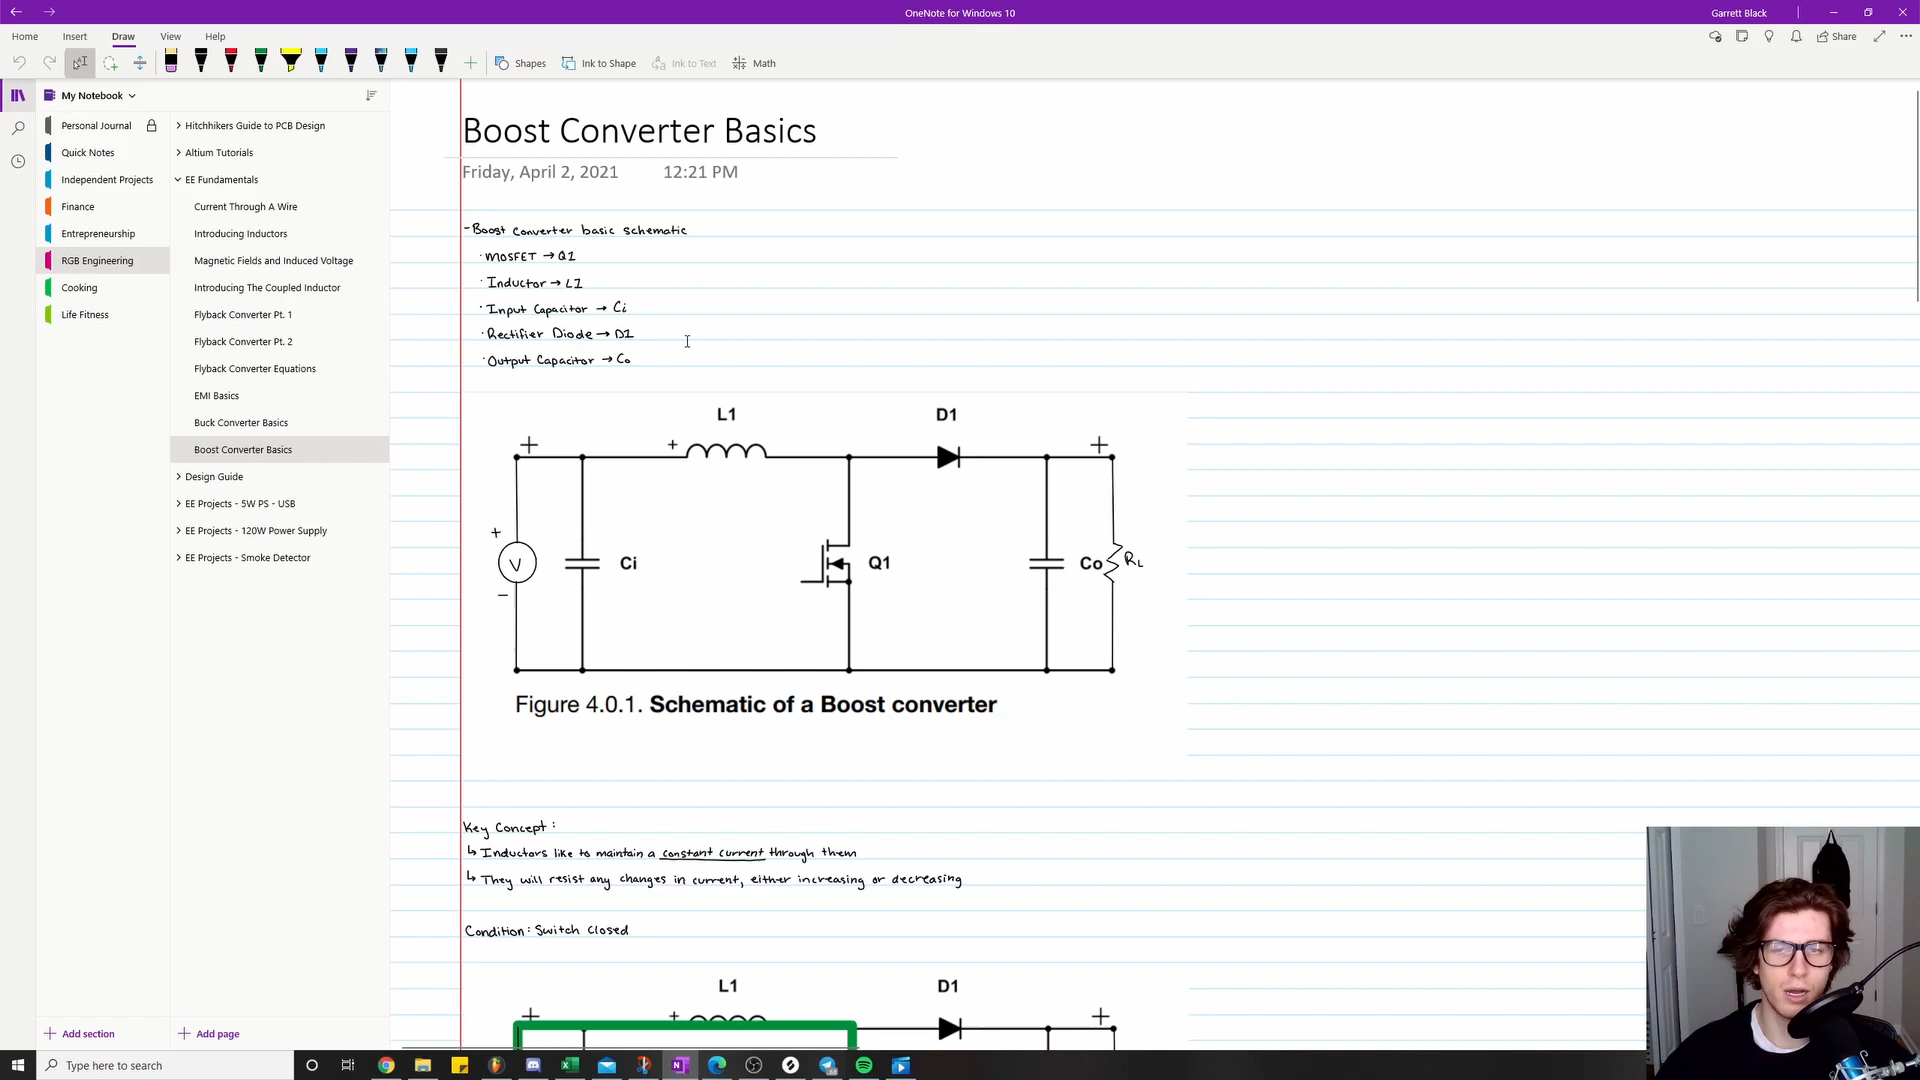 OneNote for Windows 10
Garrett Black
Home
Insert
Draw
View
Help
Share
Shapes
Ink to Shape
Ink to Text
Math
My Notebook
Personal Journal
Quick Notes
Independent Projects
Finance
Entrepreneurship
RGB Engineering
Cooking
Life Fitness
Add section
Hitchhikers Guide to PCB Design
Altium Tutorials
EE Fundamentals
Current Through A Wire
Introducing Inductors
Magnetic Fields and Induced Voltage
Introducing The Coupled Inductor
Flyback Converter Pt. 1
Flyback Converter Pt. 2
Flyback Converter Equations
EMI Basics
Buck Converter Basics
Boost Converter Basics
Design Guide
EE Projects - 5W PS - USB
EE Projects - 120W Power Supply
EE Projects - Smoke Detector
Add page
Boost Converter Basics
Friday, April 2, 2021 12:21 PM
-Boost Converter basic schematic
·MOSFET → Q1
·Inductor → L1
·Input Capacitor → Ci
·Rectifier Diode → D1
·Output Capacitor → Co
L1 D1
+ + +
+
V Ci Q1 Co RL
−
Figure 4.0.1. Schematic of a Boost converter
Key Concept:
↳ Inductors like to maintain a constant current through them
↳ They will resist any changes in current, either increasing or decreasing
Condition: Switch Closed
L1 D1
+ + +
Type here to search